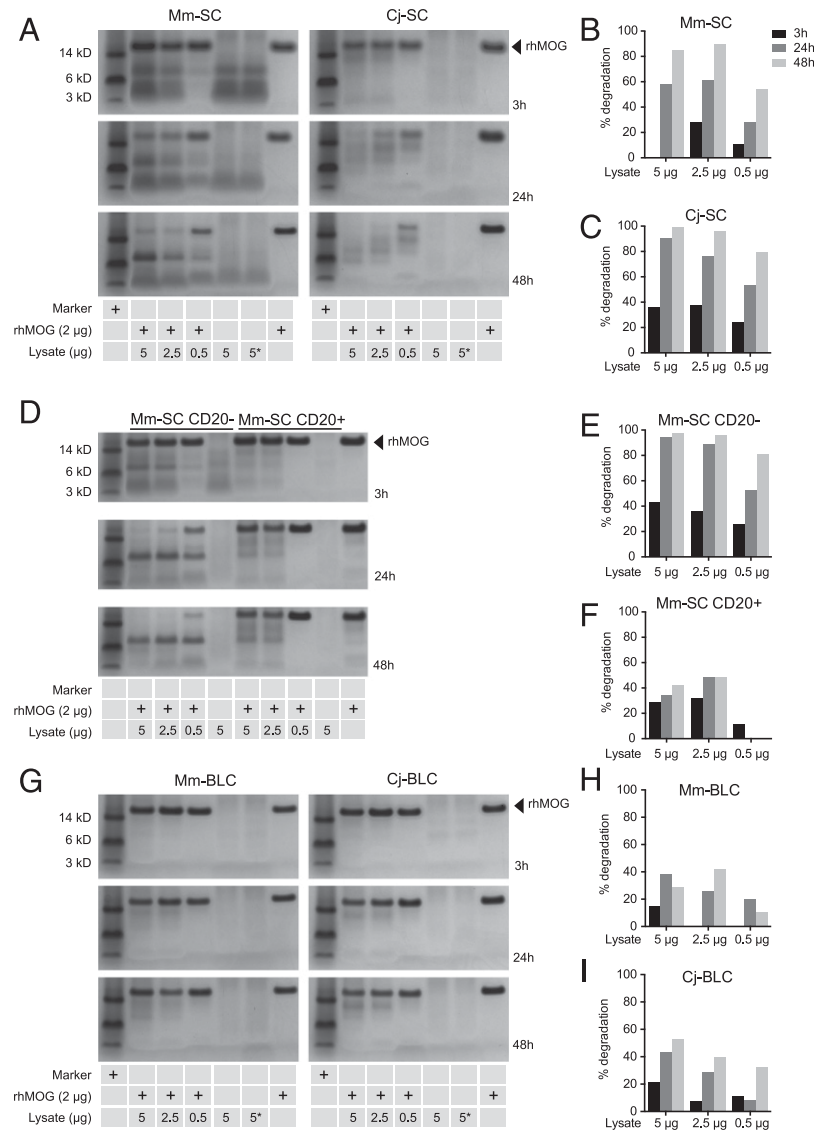 A
Mm-SC
Cj-SC
14 kD
6 kD
3 kD
rhMOG
3h
24h
48h
Marker + +
rhMOG (2 µg) + + + + + + + +
Lysate (µg) 5 2.5 0.5 5 5* 5 2.5 0.5 5 5*
B
Mm-SC
3h
24h
48h
% degradation
100
80
60
40
20
0
Lysate 5 µg 2.5 µg 0.5 µg
C
Cj-SC
% degradation
100
80
60
40
20
0
Lysate 5 µg 2.5 µg 0.5 µg
D
Mm-SC CD20- Mm-SC CD20+
14 kD
6 kD
3 kD
rhMOG
3h
24h
48h
Marker
rhMOG (2 µg) + + + + + + +
Lysate (µg) 5 2.5 0.5 5 5 2.5 0.5 5
E
Mm-SC CD20-
% degradation
100
80
60
40
20
0
Lysate 5 µg 2.5 µg 0.5 µg
F
Mm-SC CD20+
% degradation
100
80
60
40
20
0
Lysate 5 µg 2.5 µg 0.5 µg
G
Mm-BLC
Cj-BLC
14 kD
6 kD
3 kD
rhMOG
3h
24h
48h
Marker + +
rhMOG (2 µg) + + + + + + + +
Lysate (µg) 5 2.5 0.5 5 5* 5 2.5 0.5 5 5*
H
Mm-BLC
% degradation
100
80
60
40
20
0
Lysate 5 µg 2.5 µg 0.5 µg
I
Cj-BLC
% degradation
100
80
60
40
20
0
Lysate 5 µg 2.5 µg 0.5 µg